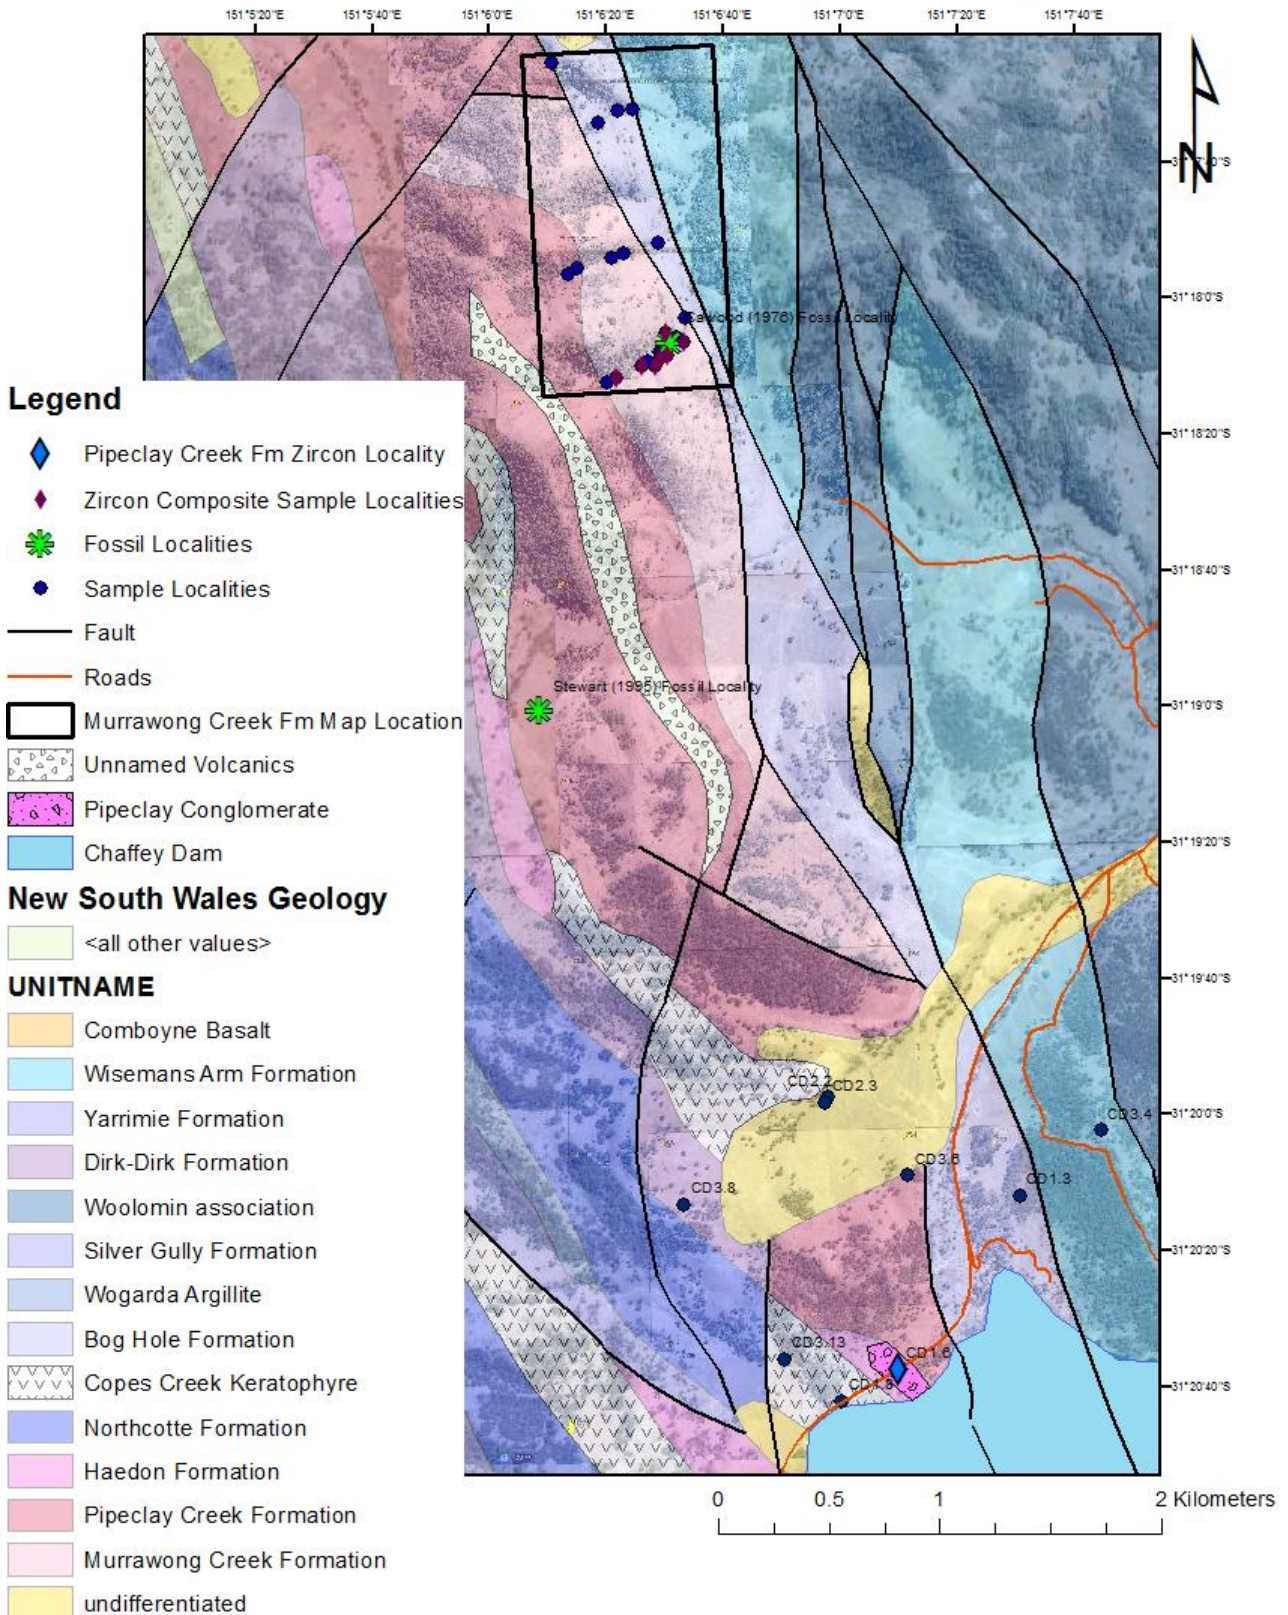 151°5'20"E 151°5'40"E 151°6'0"E 151°6'20"E 151°6'40"E 151°7'0"E 151°7'20"E 151°7'40"E
N
31°18'0"S
31°18'20"S
31°18'40"S
31°19'0"S
31°19'20"S
31°19'40"S
31°20'0"S
31°20'20"S
31°20'40"S
Cawood (1976) Fossil Locality
Stewart (1995) Fossil Locality
CD2.3
CD3.4
CD3.6
CD1.3
CD3.8
CD3.13
CD1.6
Legend
Pipeclay Creek Fm Zircon Locality
Zircon Composite Sample Localities
Fossil Localities
Sample Localities
Fault
Roads
Murrawong Creek Fm Map Location
Unnamed Volcanics
Pipeclay Conglomerate
Chaffey Dam
New South Wales Geology
<all other values>
UNITNAME
Comboyne Basalt
Wisemans Arm Formation
Yarrimie Formation
Dirk-Dirk Formation
Woolomin association
Silver Gully Formation
Wogarda Argillite
Bog Hole Formation
Copes Creek Keratophyre
Northcotte Formation
Haedon Formation
Pipeclay Creek Formation
Murrawong Creek Formation
undifferentiated
0 0.5 1 2 Kilometers